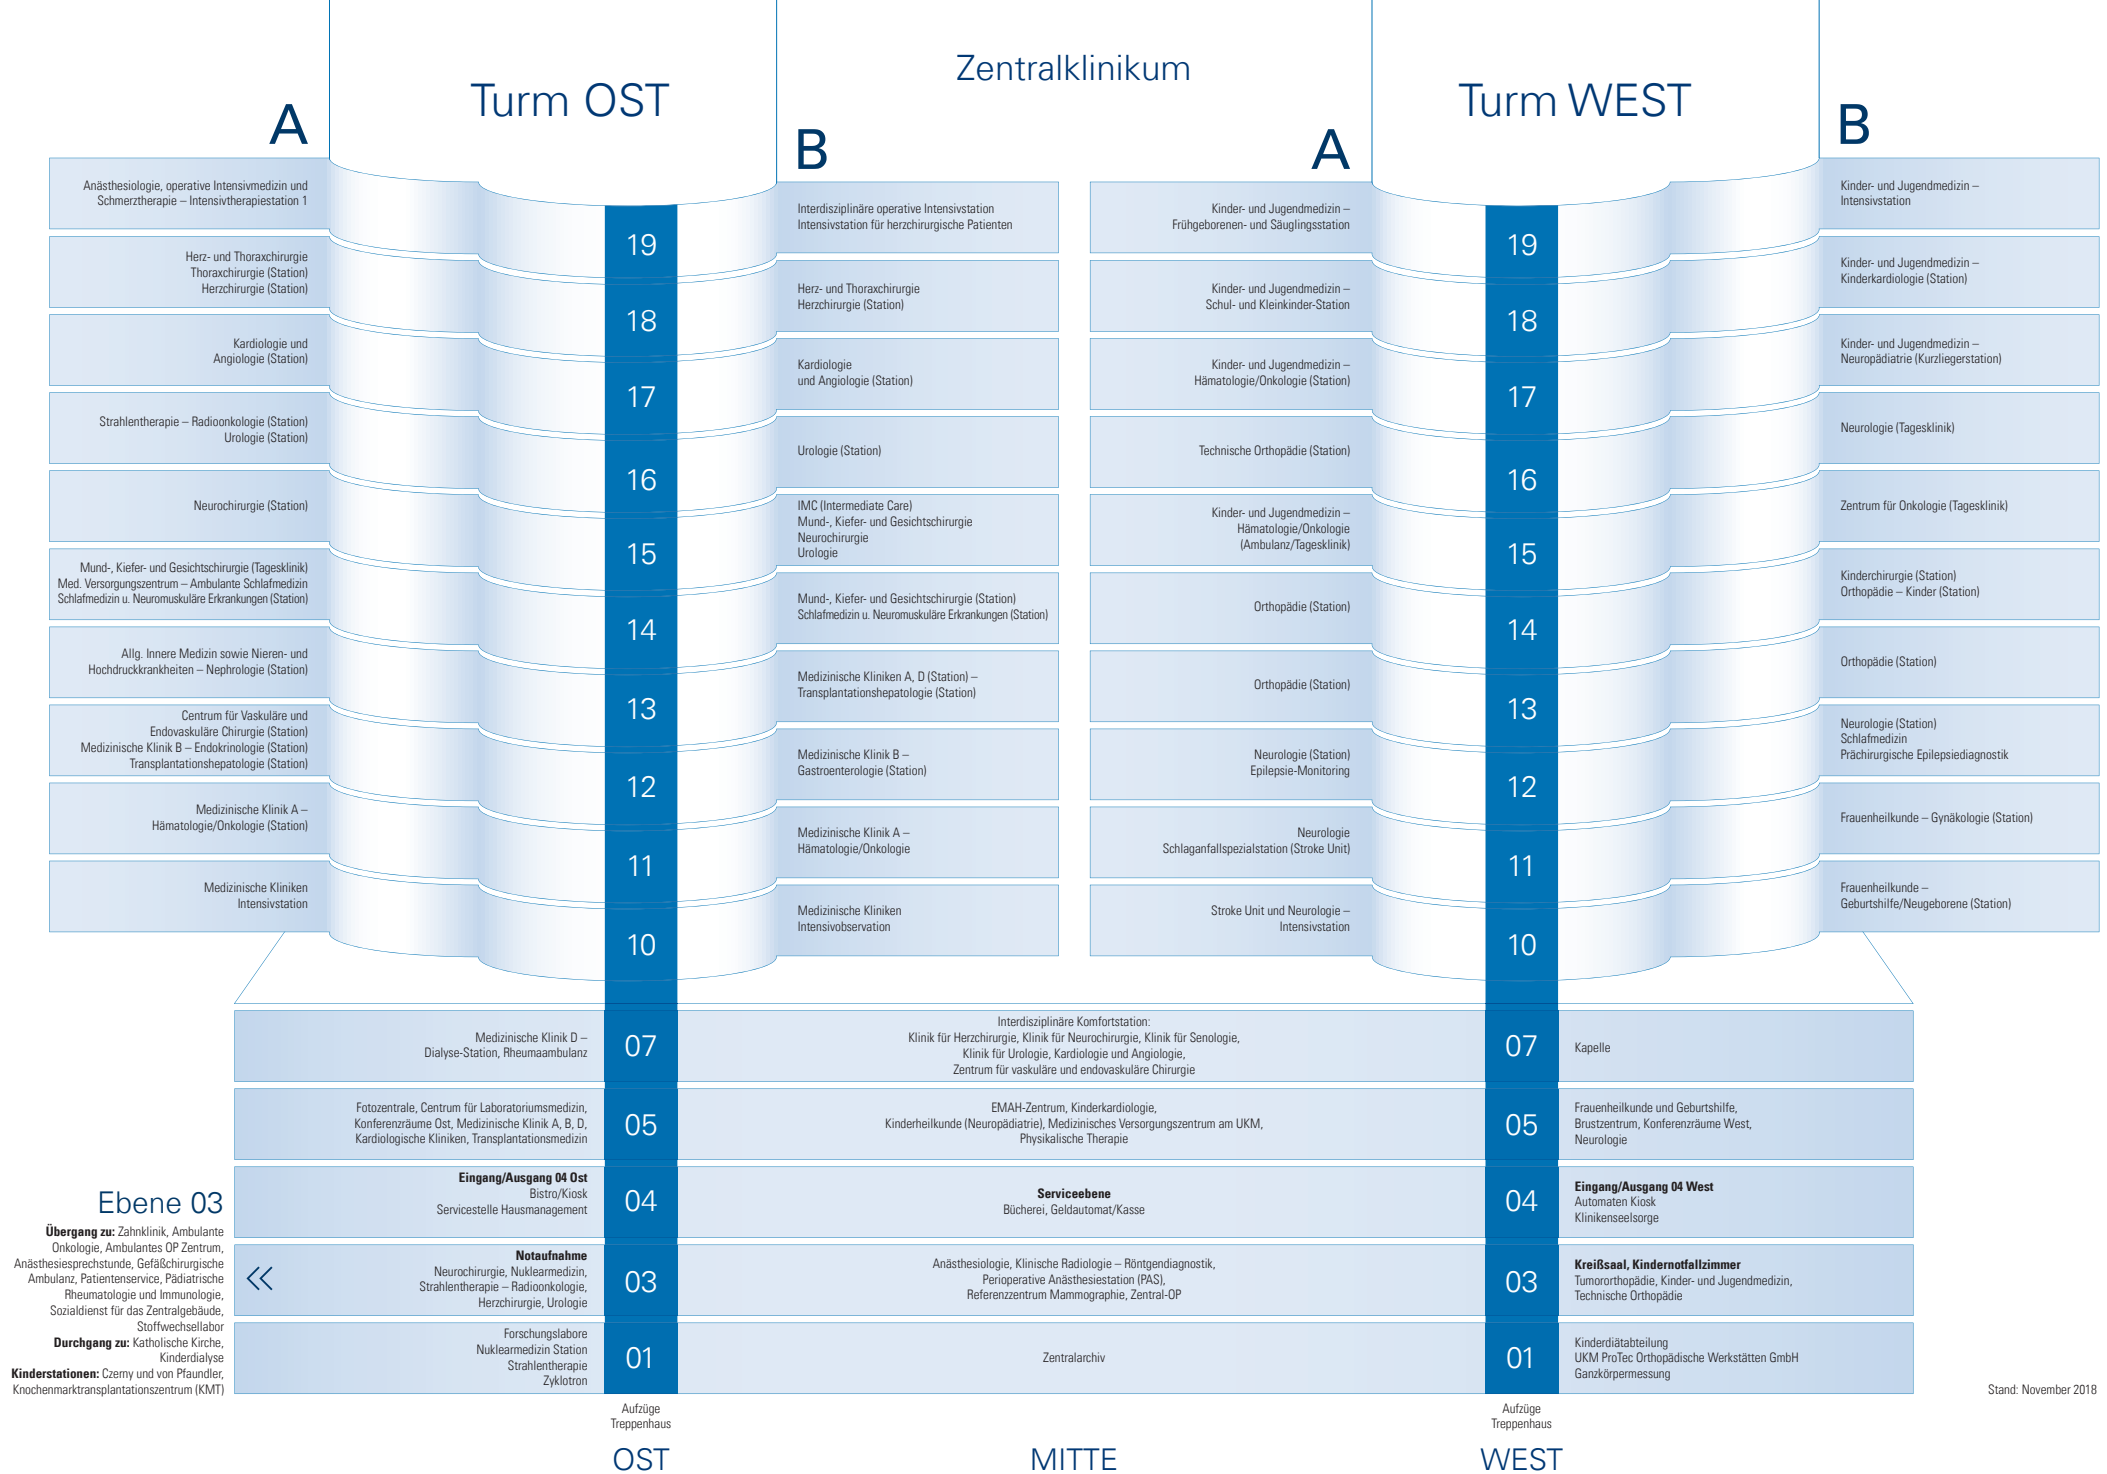 Zentralklinikum
Turm OST
Turm WEST
A
B
A
B
Anästhesiologie, operative Intensivmedizin und
Schmerztherapie – Intensivtherapiestation 1
19
Interdisziplinäre operative Intensivstation
Intensivstation für herzchirurgische Patienten
Kinder- und Jugendmedizin –
Frühgeborenen- und Säuglingsstation
19
Kinder- und Jugendmedizin –
Intensivstation
Herz- und Thoraxchirurgie
Thoraxchirurgie (Station)
Herzchirurgie (Station)
18
Herz- und Thoraxchirurgie
Herzchirurgie (Station)
Kinder- und Jugendmedizin –
Schul- und Kleinkinder-Station
18
Kinder- und Jugendmedizin –
Kinderkardiologie (Station)
Kardiologie und
Angiologie (Station)
17
Kardiologie
und Angiologie (Station)
Kinder- und Jugendmedizin –
Hämatologie/Onkologie (Station)
17
Kinder- und Jugendmedizin –
Neuropädiatrie (Kurzliegerstation)
Strahlentherapie – Radioonkologie (Station)
Urologie (Station)
16
Urologie (Station)
Technische Orthopädie (Station)
16
Neurologie (Tagesklinik)
Neurochirurgie (Station)
15
IMC (Intermediate Care)
Mund-, Kiefer- und Gesichtschirurgie
Neurochirurgie
Urologie
Kinder- und Jugendmedizin –
Hämatologie/Onkologie
(Ambulanz/Tagesklinik)
15
Zentrum für Onkologie (Tagesklinik)
Mund-, Kiefer- und Gesichtschirurgie (Tagesklinik)
Med. Versorgungszentrum – Ambulante Schlafmedizin
Schlafmedizin u. Neuromuskuläre Erkrankungen (Station)
14
Mund-, Kiefer- und Gesichtschirurgie (Station)
Schlafmedizin u. Neuromuskuläre Erkrankungen (Station)
Orthopädie (Station)
14
Kinderchirurgie (Station)
Orthopädie – Kinder (Station)
Allg. Innere Medizin sowie Nieren- und
Hochdruckkrankheiten – Nephrologie (Station)
13
Medizinische Kliniken A, D (Station) –
Transplantationshepatologie (Station)
Orthopädie (Station)
13
Orthopädie (Station)
Centrum für Vaskuläre und
Endovaskuläre Chirurgie (Station)
Medizinische Klinik B – Endokrinologie (Station)
Transplantationshepatologie (Station)
12
Medizinische Klinik B –
Gastroenterologie (Station)
Neurologie (Station)
Epilepsie-Monitoring
12
Neurologie (Station)
Schlafmedizin
Prächirurgische Epilepsiediagnostik
Medizinische Klinik A –
Hämatologie/Onkologie (Station)
11
Medizinische Klinik A –
Hämatologie/Onkologie
Neurologie
Schlaganfallspezialstation (Stroke Unit)
11
Frauenheilkunde – Gynäkologie (Station)
Medizinische Kliniken
Intensivstation
10
Medizinische Kliniken
Intensivobservation
Stroke Unit und Neurologie –
Intensivstation
10
Frauenheilkunde –
Geburtshilfe/Neugeborene (Station)
Medizinische Klinik D –
Dialyse-Station, Rheumaambulanz
07
Interdisziplinäre Komfortstation:
Klinik für Herzchirurgie, Klinik für Neurochirurgie, Klinik für Senologie,
Klinik für Urologie, Kardiologie und Angiologie,
Zentrum für vaskuläre und endovaskuläre Chirurgie
07
Kapelle
Fotozentrale, Centrum für Laboratoriumsmedizin,
Konferenzräume Ost, Medizinische Klinik A, B, D,
Kardiologische Kliniken, Transplantationsmedizin
05
EMAH-Zentrum, Kinderkardiologie,
Kinderheilkunde (Neuropädiatrie), Medizinisches Versorgungszentrum am UKM,
Physikalische Therapie
05
Frauenheilkunde und Geburtshilfe,
Brustzentrum, Konferenzräume West,
Neurologie
Eingang/Ausgang 04 Ost
Bistro/Kiosk
Servicestelle Hausmanagement
04
Serviceebene
Bücherei, Geldautomat/Kasse
04
Eingang/Ausgang 04 West
Automaten Kiosk
Klinikenseelsorge
Ebene 03
Übergang zu: Zahnklinik, Ambulante
Onkologie, Ambulantes OP Zentrum,
Anästhesiesprechstunde, Gefäßchirurgische
Ambulanz, Patientenservice, Pädiatrische
Rheumatologie und Immunologie,
Sozialdienst für das Zentralgebäude,
Stoffwechsellabor
Durchgang zu: Katholische Kirche,
Kinderdialyse
Kinderstationen: Czerny und von Pfaundler,
Knochenmarktransplantationszentrum (KMT)
Notaufnahme
Neurochirurgie, Nuklearmedizin,
Strahlentherapie – Radioonkologie,
Herzchirurgie, Urologie
03
Anästhesiologie, Klinische Radiologie – Röntgendiagnostik,
Perioperative Anästhesiestation (PAS),
Referenzzentrum Mammographie, Zentral-OP
03
Kreißsaal, Kindernotfallzimmer
Tumororthopädie, Kinder- und Jugendmedizin,
Technische Orthopädie
Forschungslabore
Nuklearmedizin Station
Strahlentherapie
Zyklotron
01
Zentralarchiv
01
Kinderdiätabteilung
UKM ProTec Orthopädische Werkstätten GmbH
Ganzkörpermessung
Stand: November 2018
Aufzüge
Treppenhaus
Aufzüge
Treppenhaus
OST
MITTE
WEST